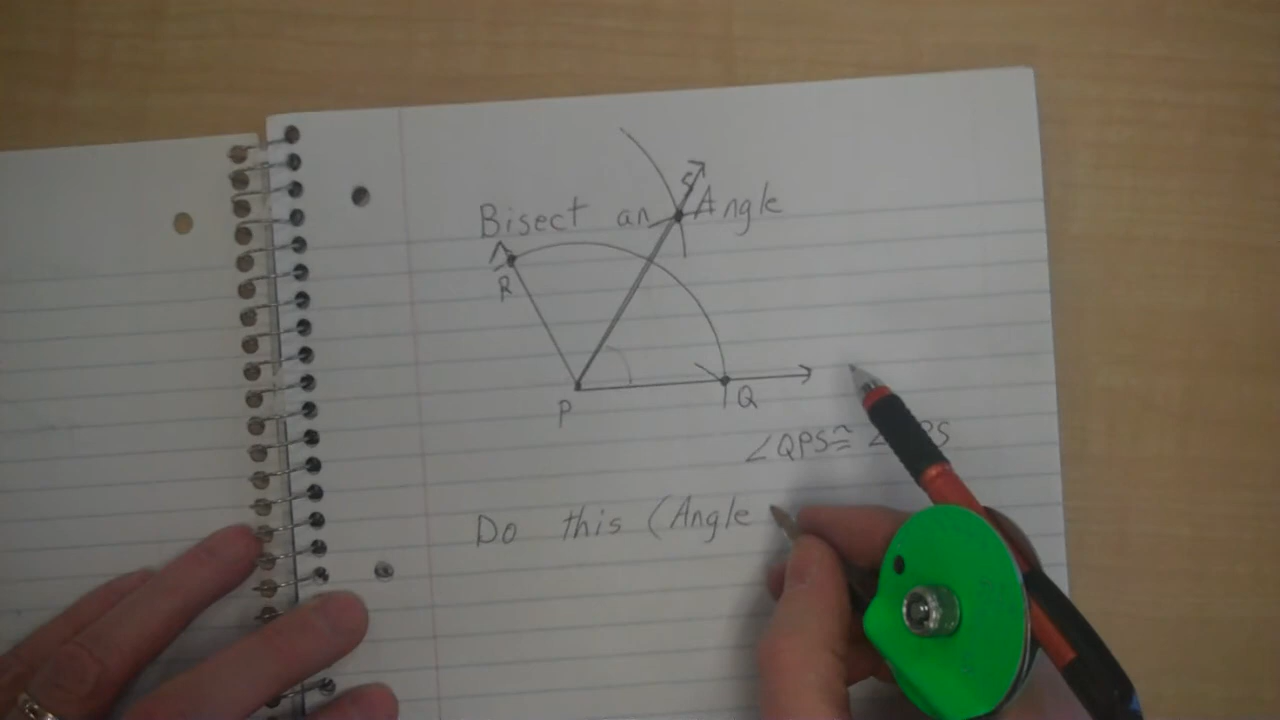 Bisect an Angle
S
R
P
Q
∠QPS ≅ ∠
Do this (Angle